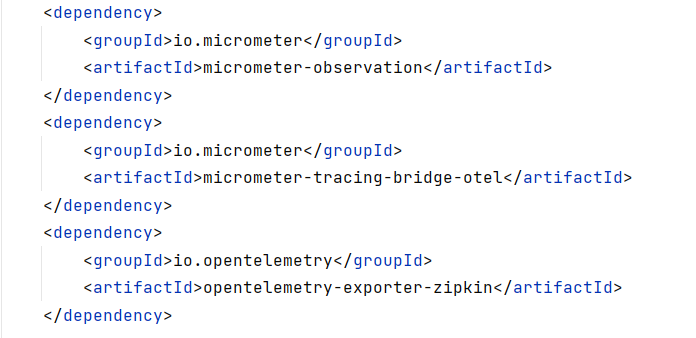 <dependency>
<groupId>io.micrometer</groupId>
<artifactId>micrometer-observation</artifactId>
</dependency>
<dependency>
<groupId>io.micrometer</groupId>
<artifactId>micrometer-tracing-bridge-otel</artifactId>
</dependency>
<dependency>
<groupId>io.opentelemetry</groupId>
<artifactId>opentelemetry-exporter-zipkin</artifactId>
</dependency>